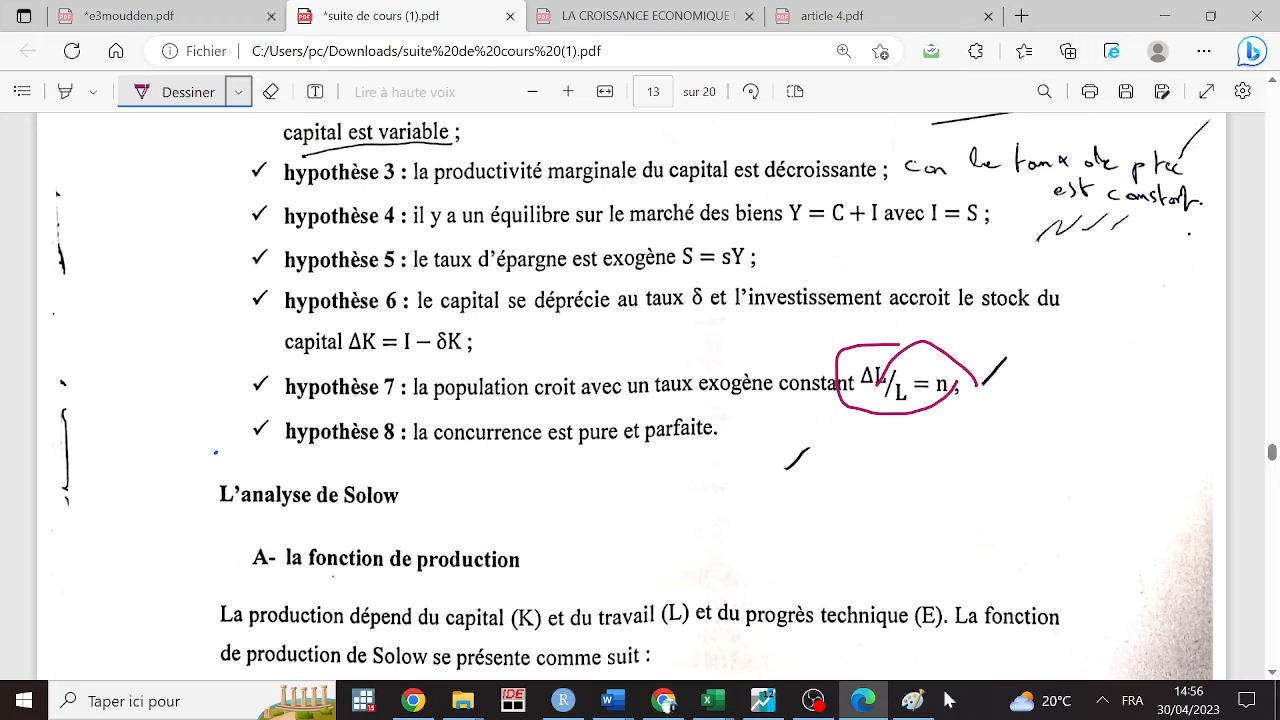 e3moudde.pdf
*suite de cours (1).pdf
LA CROISSANCE ECONOMIQUE
article 4.pdf
Fichier
C:/Users/pc/Downloads/suite%20de%20cours%20(1).pdf
Dessiner
Lire à haute voix
13
sur 20
capital est variable ;
✓ hypothèse 3 : la productivité marginale du capital est décroissante ;
le taux de
est constant.
✓ hypothèse 4 : il y a un équilibre sur le marché des biens Y = C + I avec I = S ;
✓ hypothèse 5 : le taux d'épargne est exogène S = sY ;
✓ hypothèse 6 : le capital se déprécie au taux δ et l'investissement accroit le stock du
capital ΔK = I − δK ;
✓ hypothèse 7 : la population croit avec un taux exogène constant ΔL/L = n ;
✓ hypothèse 8 : la concurrence est pure et parfaite.
L'analyse de Solow
A- la fonction de production
La production dépend du capital (K) et du travail (L) et du progrès technique (E). La fonction
de production de Solow se présente comme suit :
Taper ici pour
15
IDE
R
12
20°C
FRA
14:56
30/04/2023